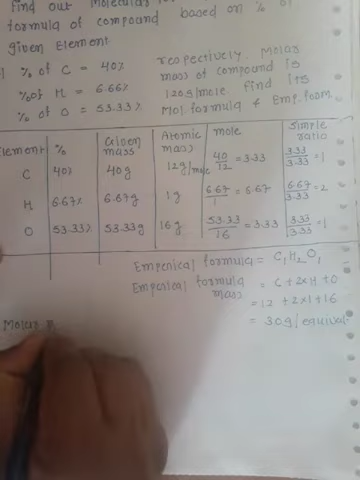 find out Molecular
formula of compound based on % of
given Element
% of C = 40% respectively. Molar
%of H = 6.66% mass of compound is
% of O = 53.33% 120g/mole find its
Mol formula & Emp.form
Element % Given mass Atomic mass mole Simple ratio
C 40% 40g 12g/mole 40/12 = 3.33 3.33/3.33 = 1
H 6.67% 6.67g 1g 6.67/1 = 6.67 6.67/3.33 = 2
O 53.33% 53.33g 16g 53.33/16 = 3.33 3.33/3.33 = 1
Emperical formula = C1H2O1
Emperical formula mass = C+2×H+O
= 12+2×1+16
= 30g/equival
Molar